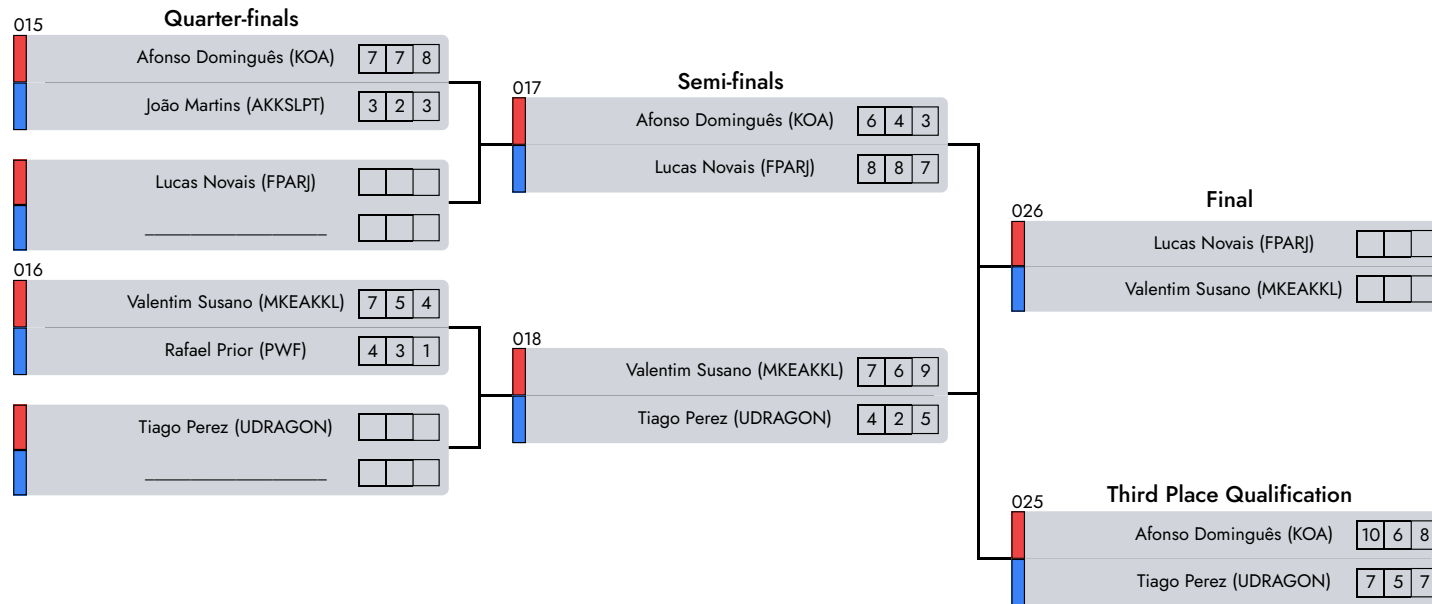 Quarter-finals
015
Afonso Dominguês (KOA) 7 7 8
João Martins (AKKSLPT) 3 2 3
Lucas Novais (FPARJ)
____________________
016
Valentim Susano (MKEAKKL) 7 5 4
Rafael Prior (PWF) 4 3 1
Tiago Perez (UDRAGON)
____________________
Semi-finals
017
Afonso Dominguês (KOA) 6 4 3
Lucas Novais (FPARJ) 8 8 7
018
Valentim Susano (MKEAKKL) 7 6 9
Tiago Perez (UDRAGON) 4 2 5
Final
026
Lucas Novais (FPARJ)
Valentim Susano (MKEAKKL)
Third Place Qualification
025
Afonso Dominguês (KOA) 10 6 8
Tiago Perez (UDRAGON) 7 5 7